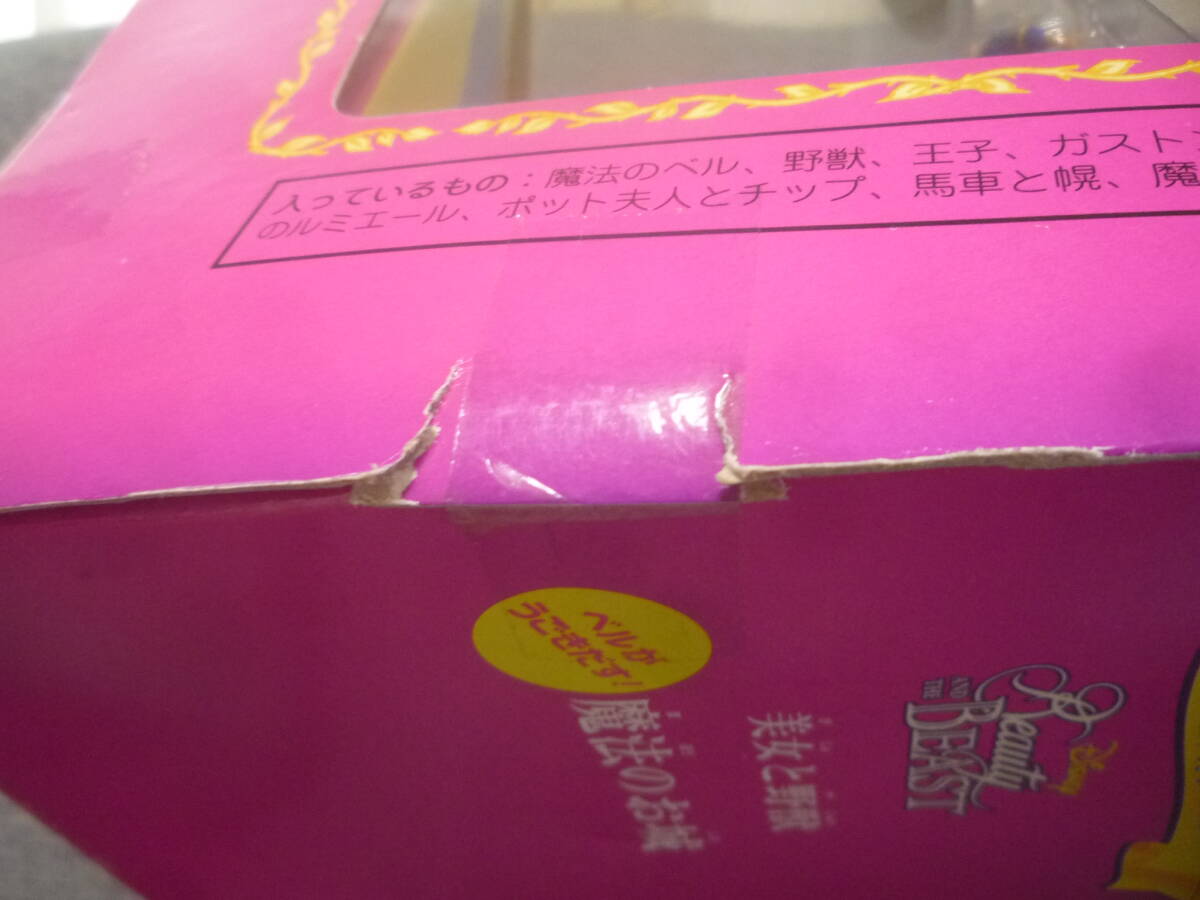 入っているもの：魔法のベル、野獣、王子、ガスト
のルミエール、ポット夫人とチップ、馬車と幌、魔
ベルが
うごきだす!
魔法のお城
美女と野獣
Disney
Beauty
AND THE
BEAST